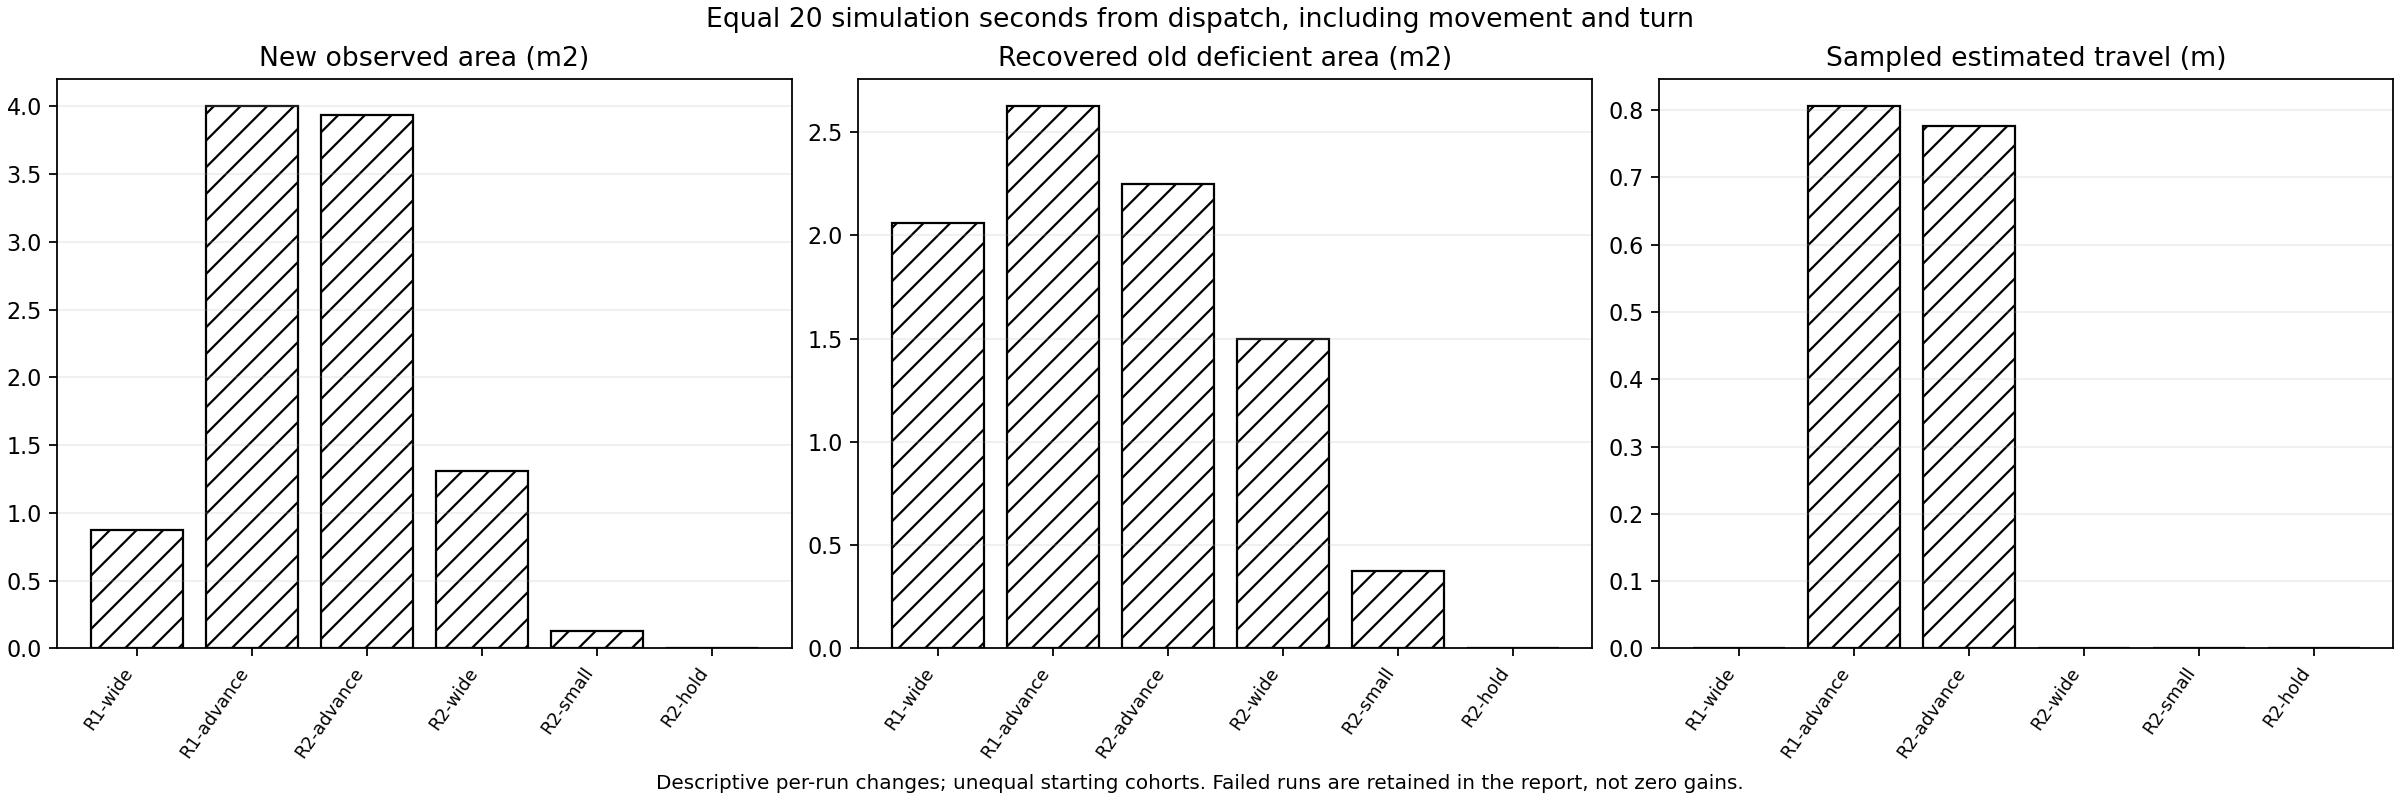 Equal 20 simulation seconds from dispatch, including movement and turn
New observed area (m2)
4.0
3.5
3.0
2.5
2.0
1.5
1.0
0.5
0.0
R1-wide
R1-advance
R2-advance
R2-wide
R2-small
R2-hold
Recovered old deficient area (m2)
2.5
2.0
1.5
1.0
0.5
0.0
R1-wide
R1-advance
R2-advance
R2-wide
R2-small
R2-hold
Sampled estimated travel (m)
0.8
0.7
0.6
0.5
0.4
0.3
0.2
0.1
0.0
R1-wide
R1-advance
R2-advance
R2-wide
R2-small
R2-hold
Descriptive per-run changes; unequal starting cohorts. Failed runs are retained in the report, not zero gains.